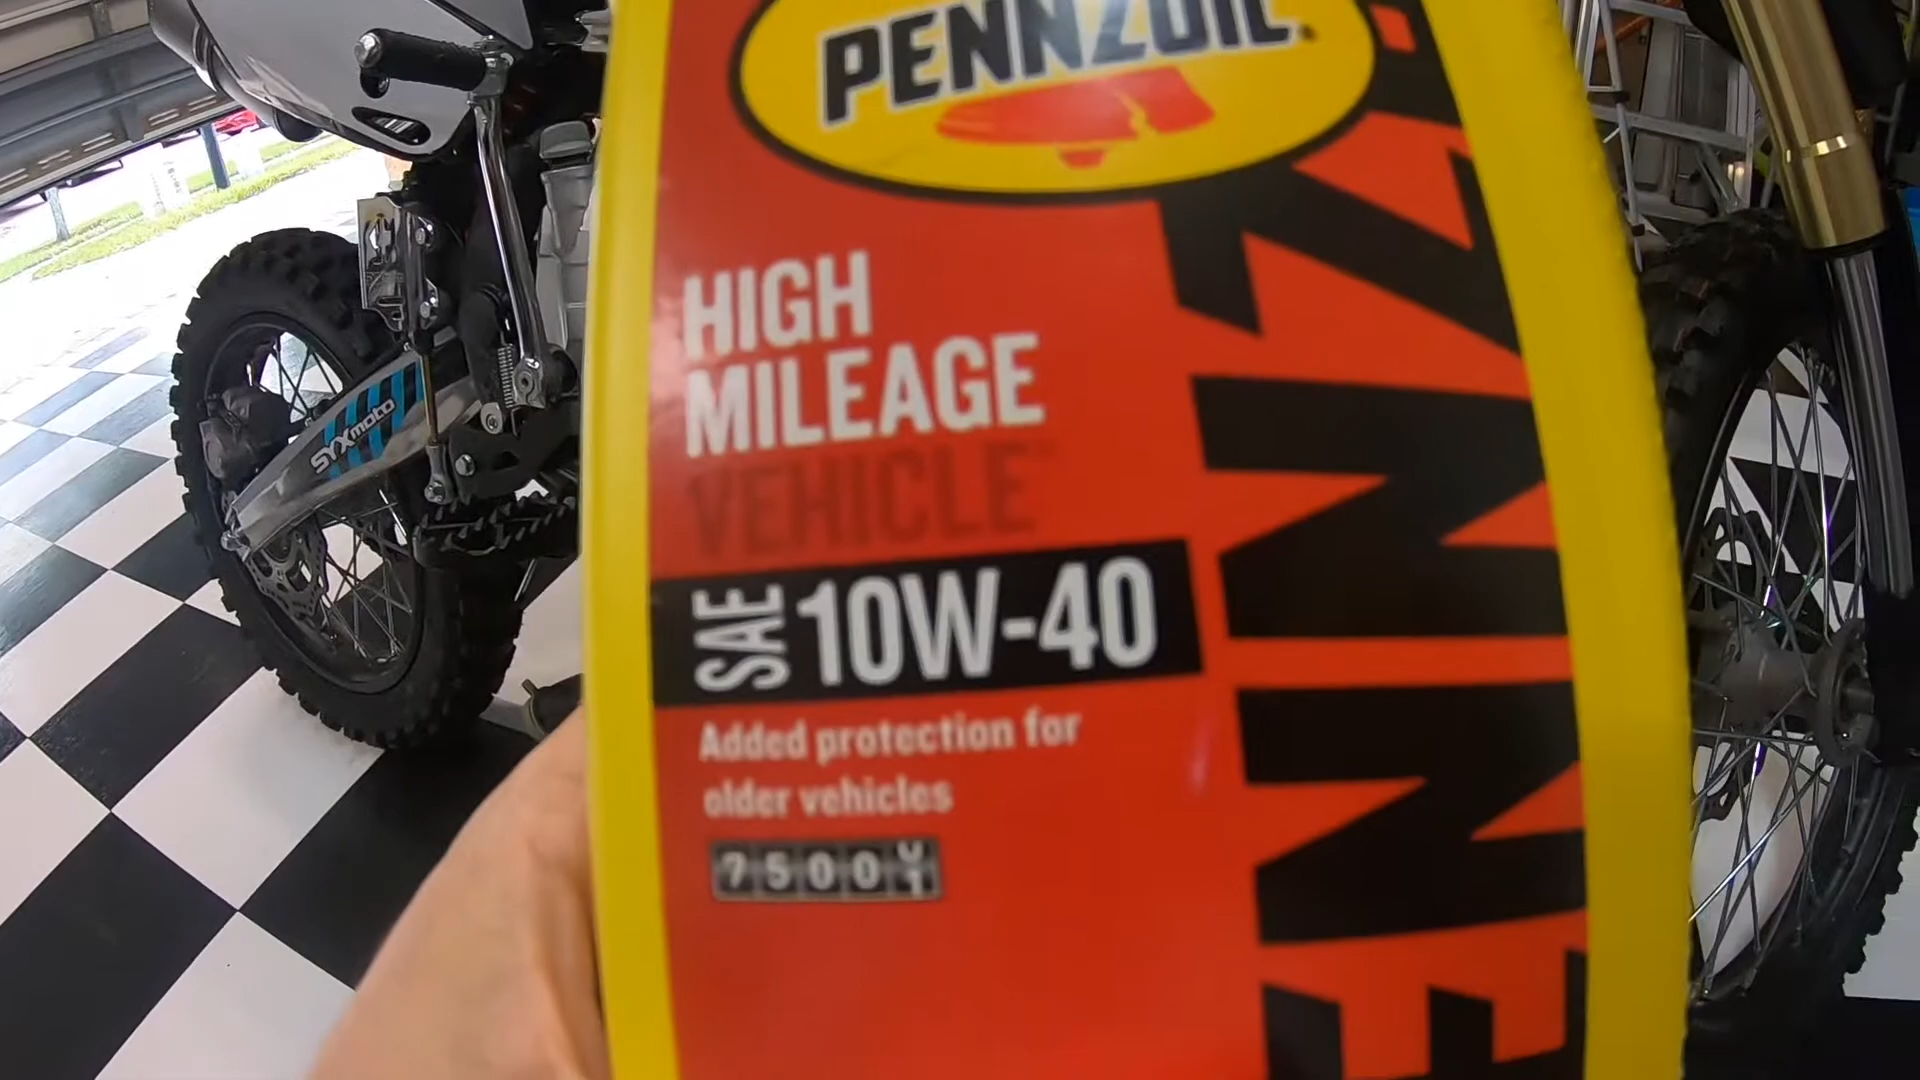 PENNZOIL.
HIGH
MILEAGE
VEHICLE
SAE 10W-40
Added protection for
older vehicles
7500
SYXmoto